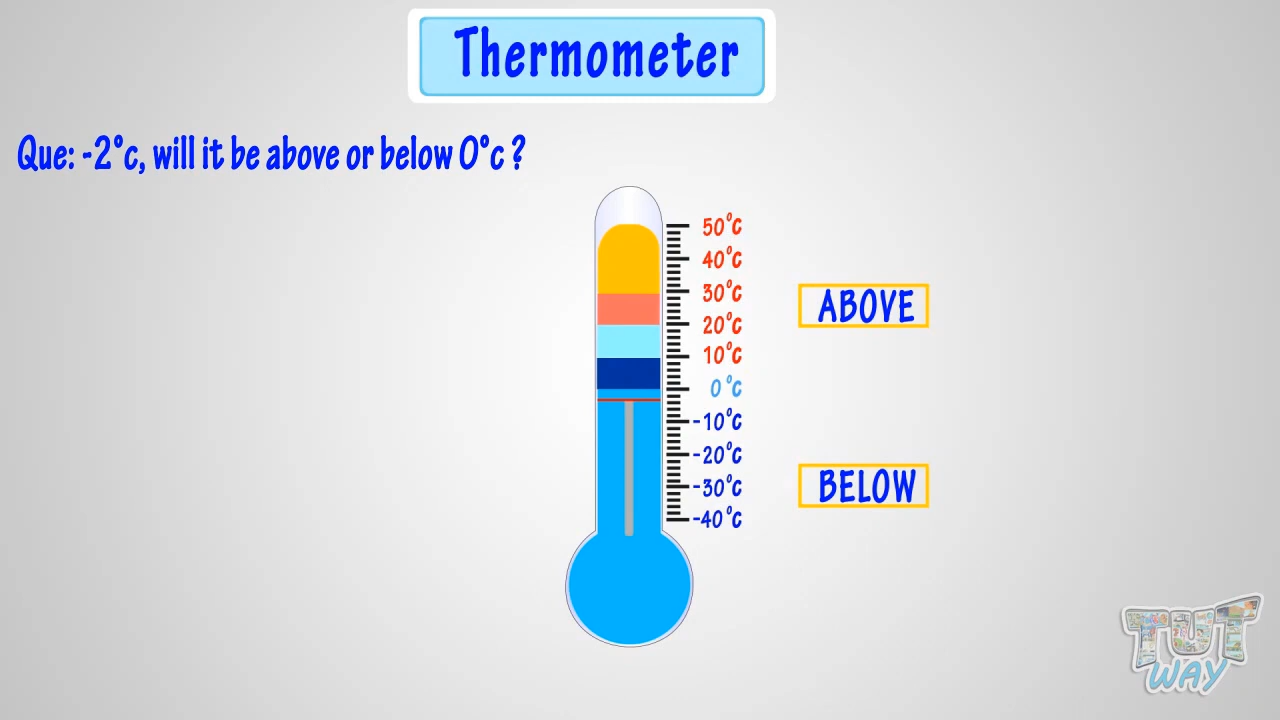 Thermometer
Que: -2°c, will it be above or below 0°c ?
50°c
40°c
30°c
20°c
10°c
0°c
-10°c
-20°c
-30°c
-40°c
ABOVE
BELOW
TUT
WAY